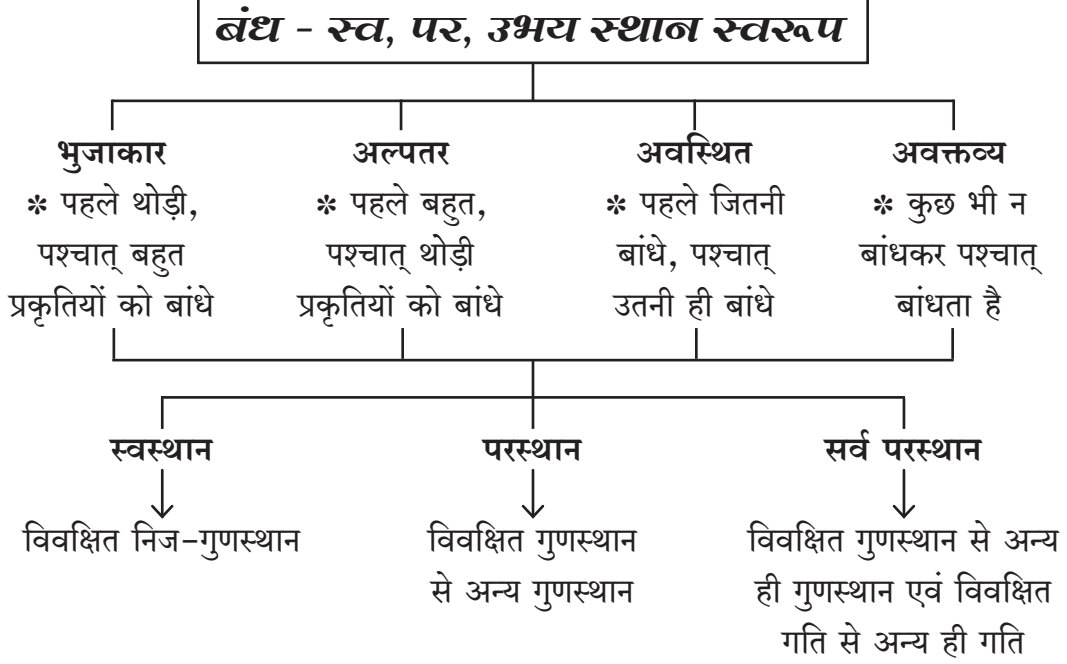 बंध - स्व, पर, उभय स्थान स्वरूप
भुजाकार
* पहले थोड़ी,
पश्चात् बहुत
प्रकृतियों को बांधे
अल्पतर
* पहले बहुत,
पश्चात् थोड़ी
प्रकृतियों को बांधे
अवस्थित
* पहले जितनी
बांधे, पश्चात्
उतनी ही बांधे
अवक्तव्य
* कुछ भी न
बांधकर पश्चात्
बांधता है
स्वस्थान
विवक्षित निज-गुणस्थान
परस्थान
विवक्षित गुणस्थान
से अन्य गुणस्थान
सर्व परस्थान
विवक्षित गुणस्थान से अन्य
ही गुणस्थान एवं विवक्षित
गति से अन्य ही गति